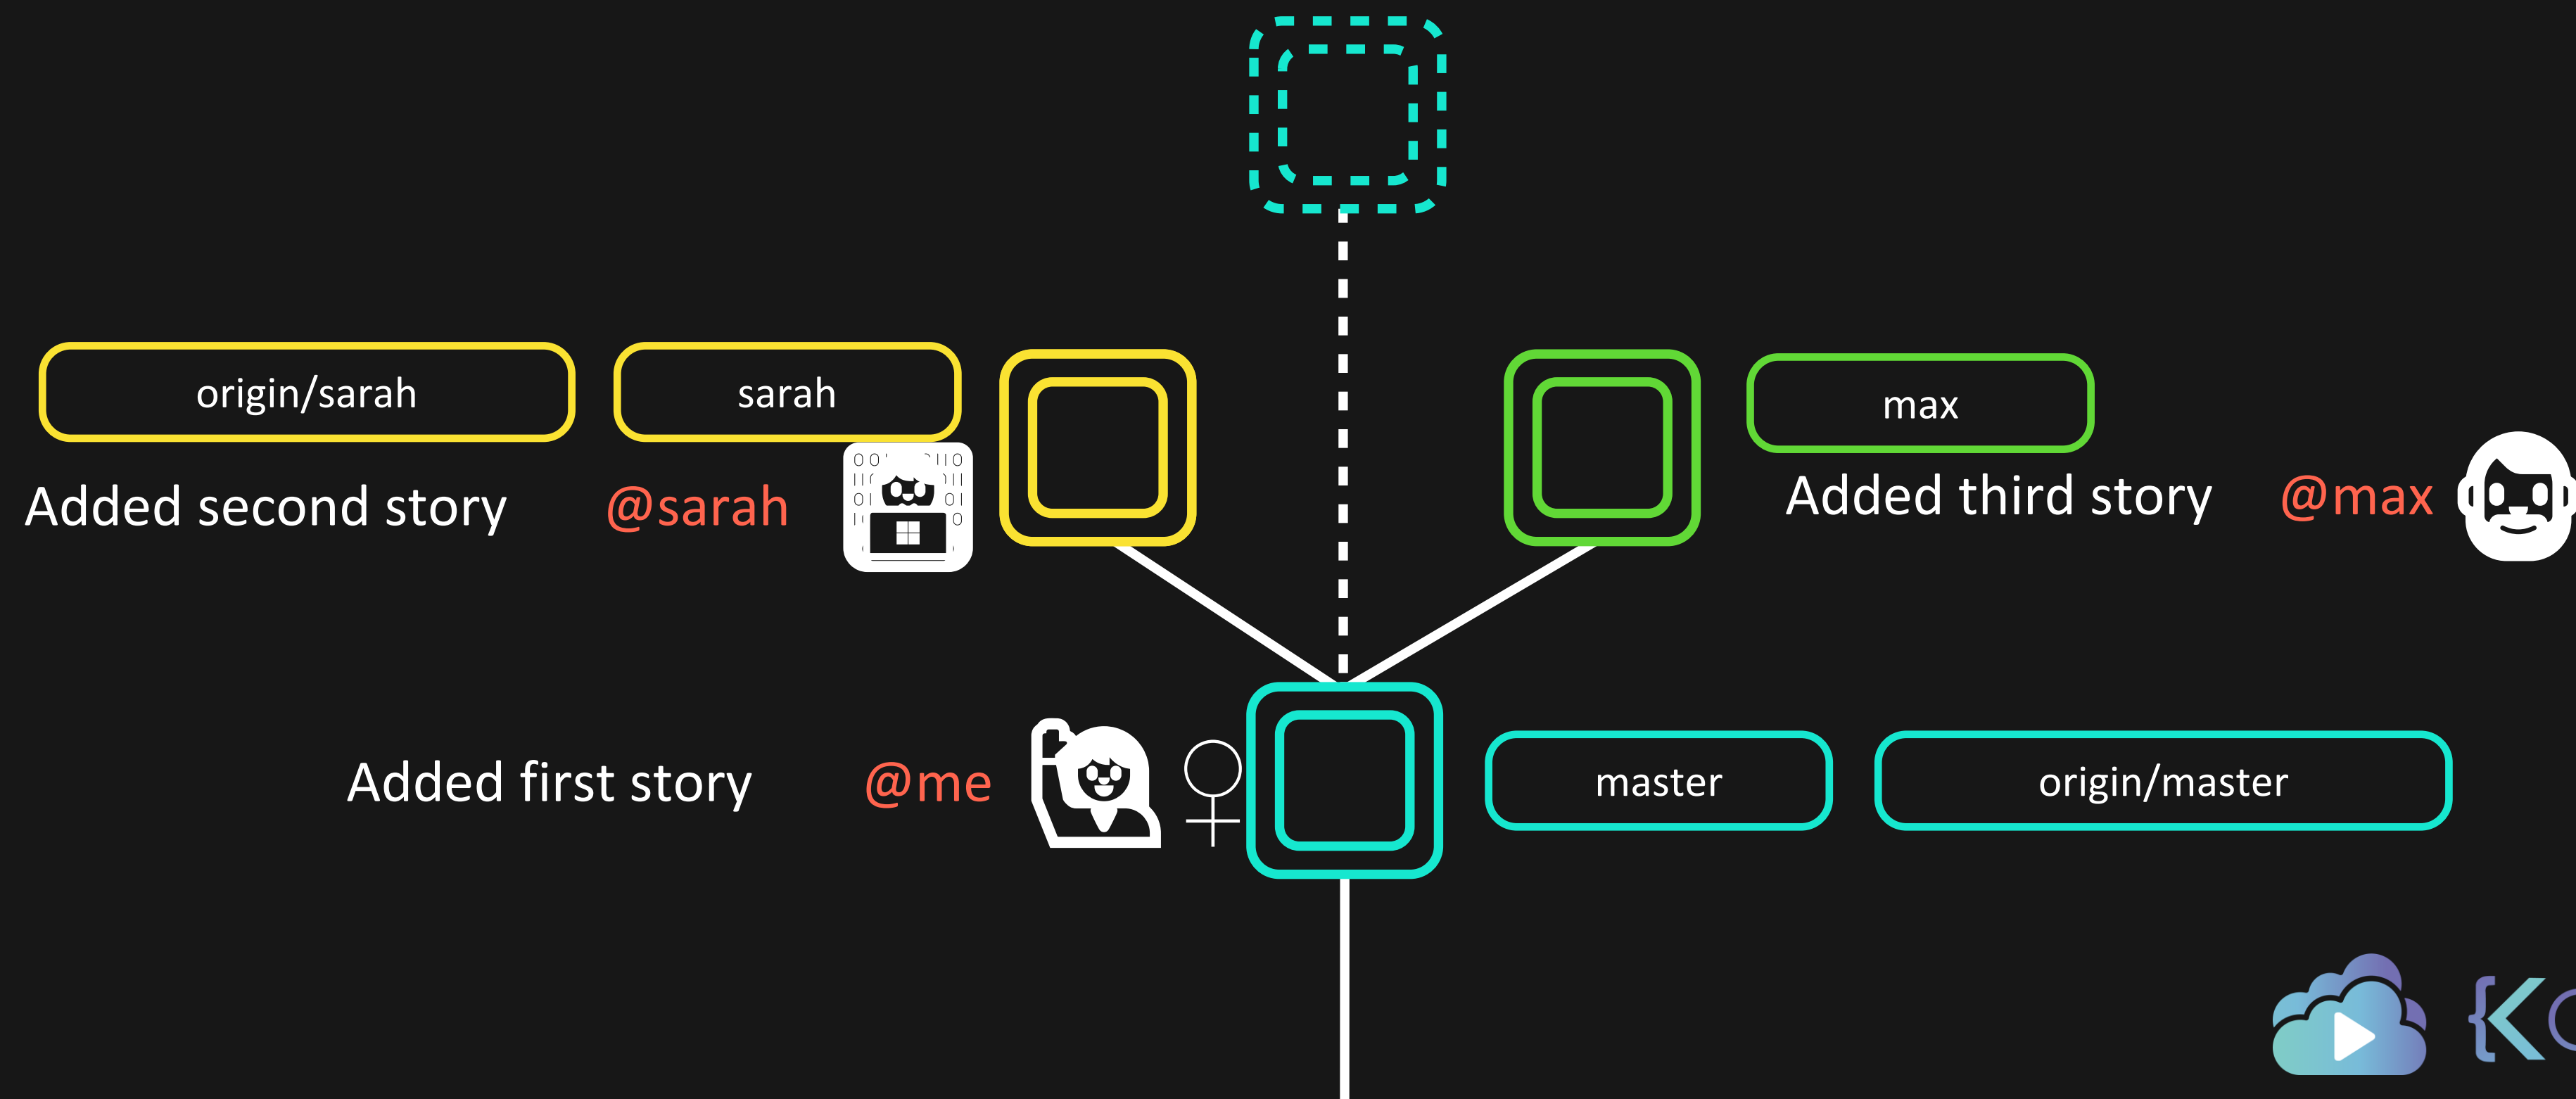 origin/sarah
sarah
max
Added second story @sarah
Added third story @max
Added first story @me
master
origin/master